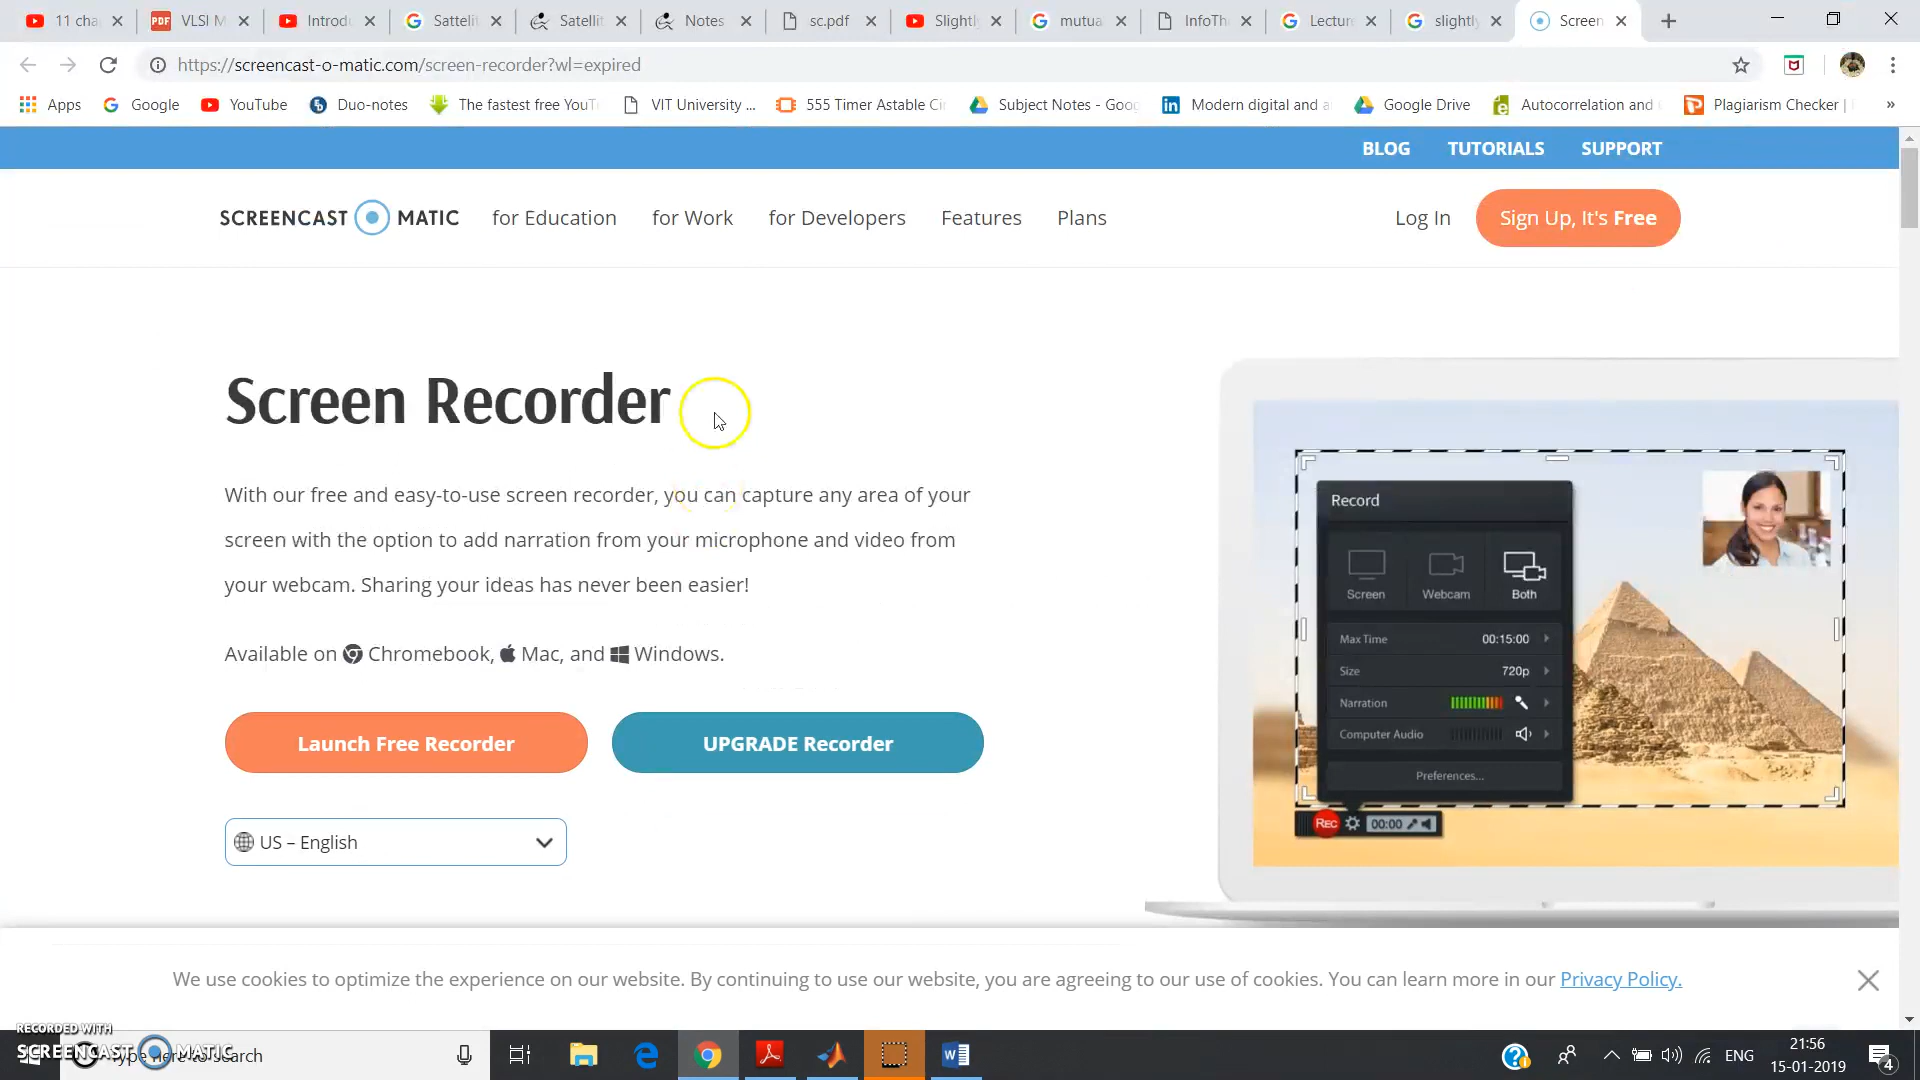 11 cha
VLSI M
Introd
Sattelit
Satellit
Notes
sc.pdf
Slightly
mutua
InfoTh
Lectur
slightly
Screen
https://screencast-o-matic.com/screen-recorder?wl=expired
Apps
Google
YouTube
Duo-notes
The fastest free YouT
VIT University ...
555 Timer Astable Ci
Subject Notes - Goog
Modern digital and a
Google Drive
Autocorrelation and
Plagiarism Checker |
»
BLOG TUTORIALS SUPPORT
SCREENCAST MATIC
for Education
for Work
for Developers
Features
Plans
Log In
Sign Up, It's Free
Screen Recorder
With our free and easy-to-use screen recorder, you can capture any area of your
screen with the option to add narration from your microphone and video from
your webcam. Sharing your ideas has never been easier!
Available on Chromebook, Mac, and Windows.
Launch Free Recorder
UPGRADE Recorder
US – English
Record
Screen
Webcam
Both
Max Time 00:15:00
Size 720p
Narration
Computer Audio
Preferences...
Rec
00:00
We use cookies to optimize the experience on our website. By continuing to use our website, you are agreeing to our use of cookies. You can learn more in our Privacy Policy.
RECORDED WITH
SCREENCAST MATIC
Type here to search
ENG
21:56
15-01-2019
4